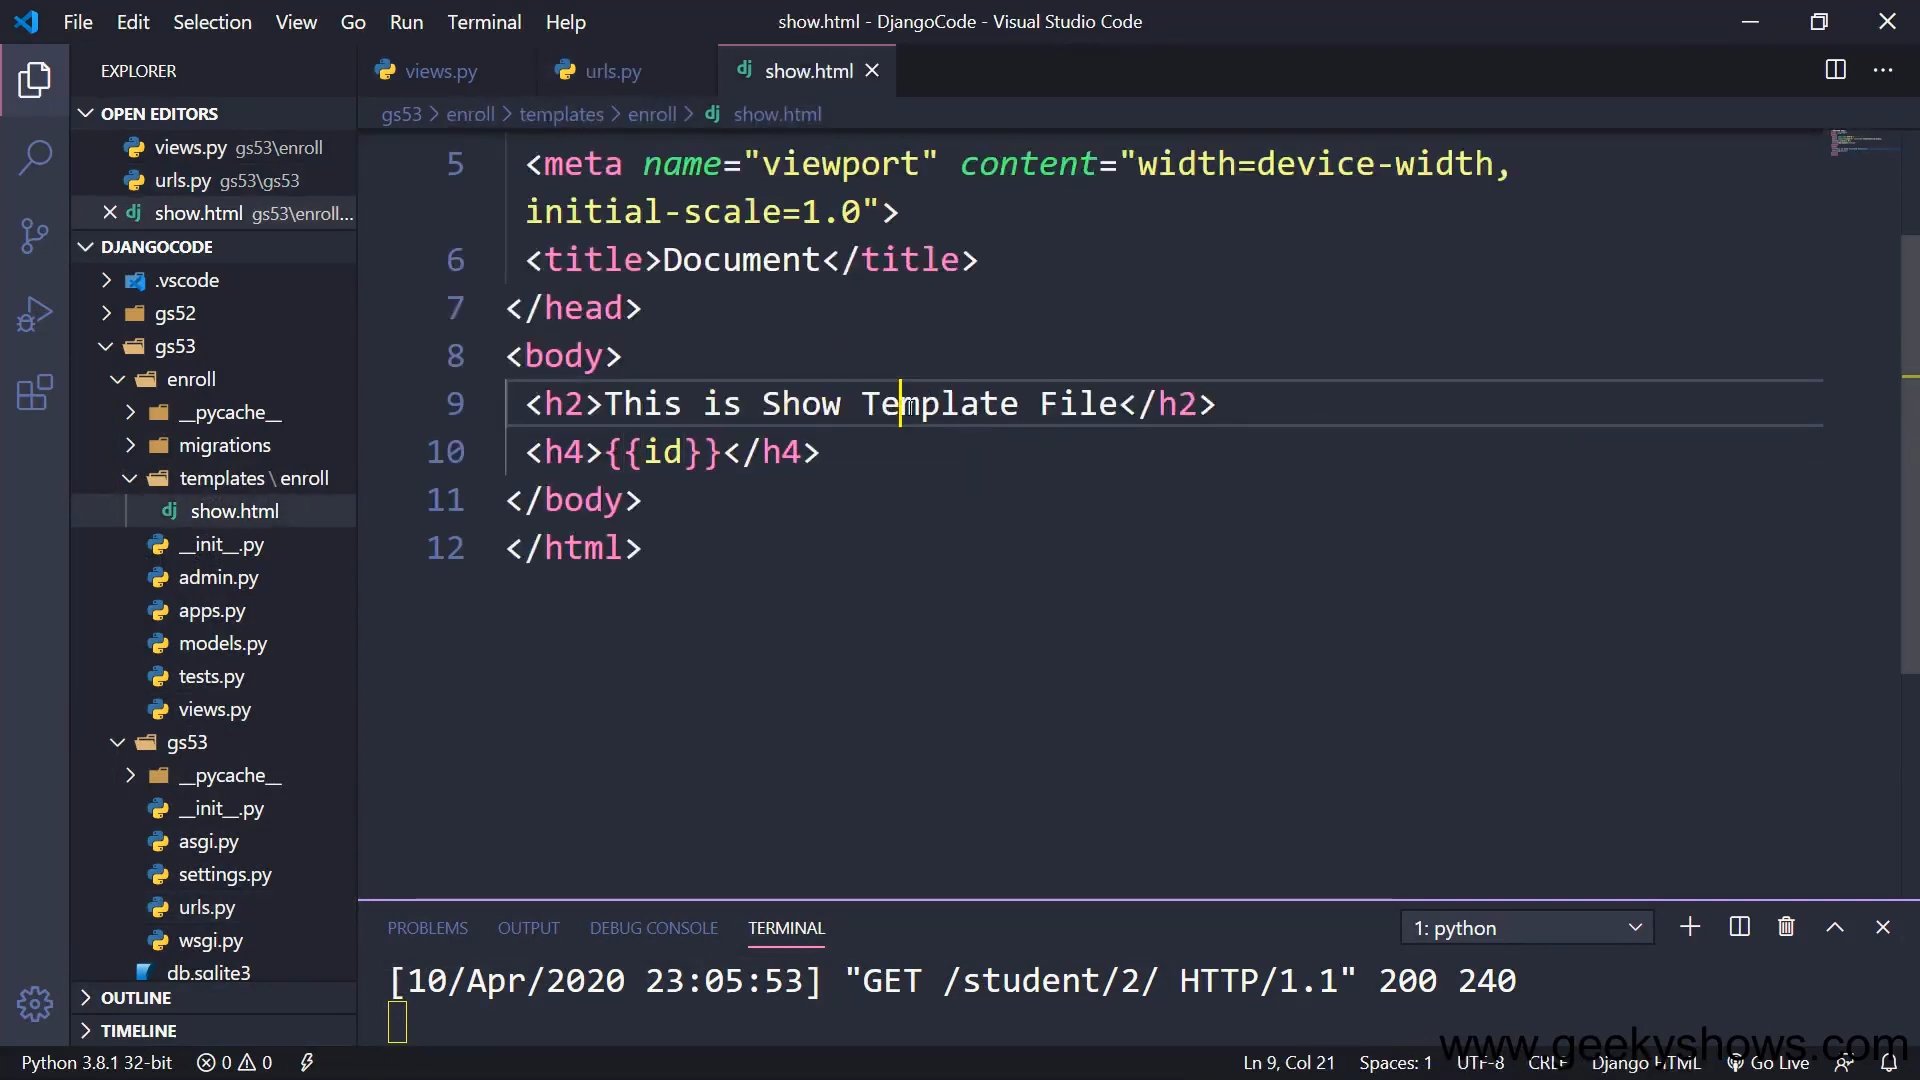 File Edit Selection View Go Run Terminal Help
show.html - DjangoCode - Visual Studio Code
EXPLORER
OPEN EDITORS
views.py gs53\enroll
urls.py gs53\gs53
show.html gs53\enroll...
DJANGOCODE
.vscode
gs52
gs53
enroll
__pycache__
migrations
templates \ enroll
show.html
__init__.py
admin.py
apps.py
models.py
tests.py
views.py
gs53
__pycache__
__init__.py
asgi.py
settings.py
urls.py
wsgi.py
db.sqlite3
OUTLINE
TIMELINE
views.py urls.py show.html
gs53 > enroll > templates > enroll > show.html
5 <meta name="viewport" content="width=device-width,
initial-scale=1.0">
6 <title>Document</title>
7 </head>
8 <body>
9 <h2>This is Show Template File</h2>
10 <h4>{{id}}</h4>
11 </body>
12 </html>
PROBLEMS OUTPUT DEBUG CONSOLE TERMINAL 1: python
[10/Apr/2020 23:05:53] "GET /student/2/ HTTP/1.1" 200 240
www.geekyshows.com
Python 3.8.1 32-bit 0 0 Ln 9, Col 21 Spaces: 1 UTF-8 CRLF Django HTML Go Live